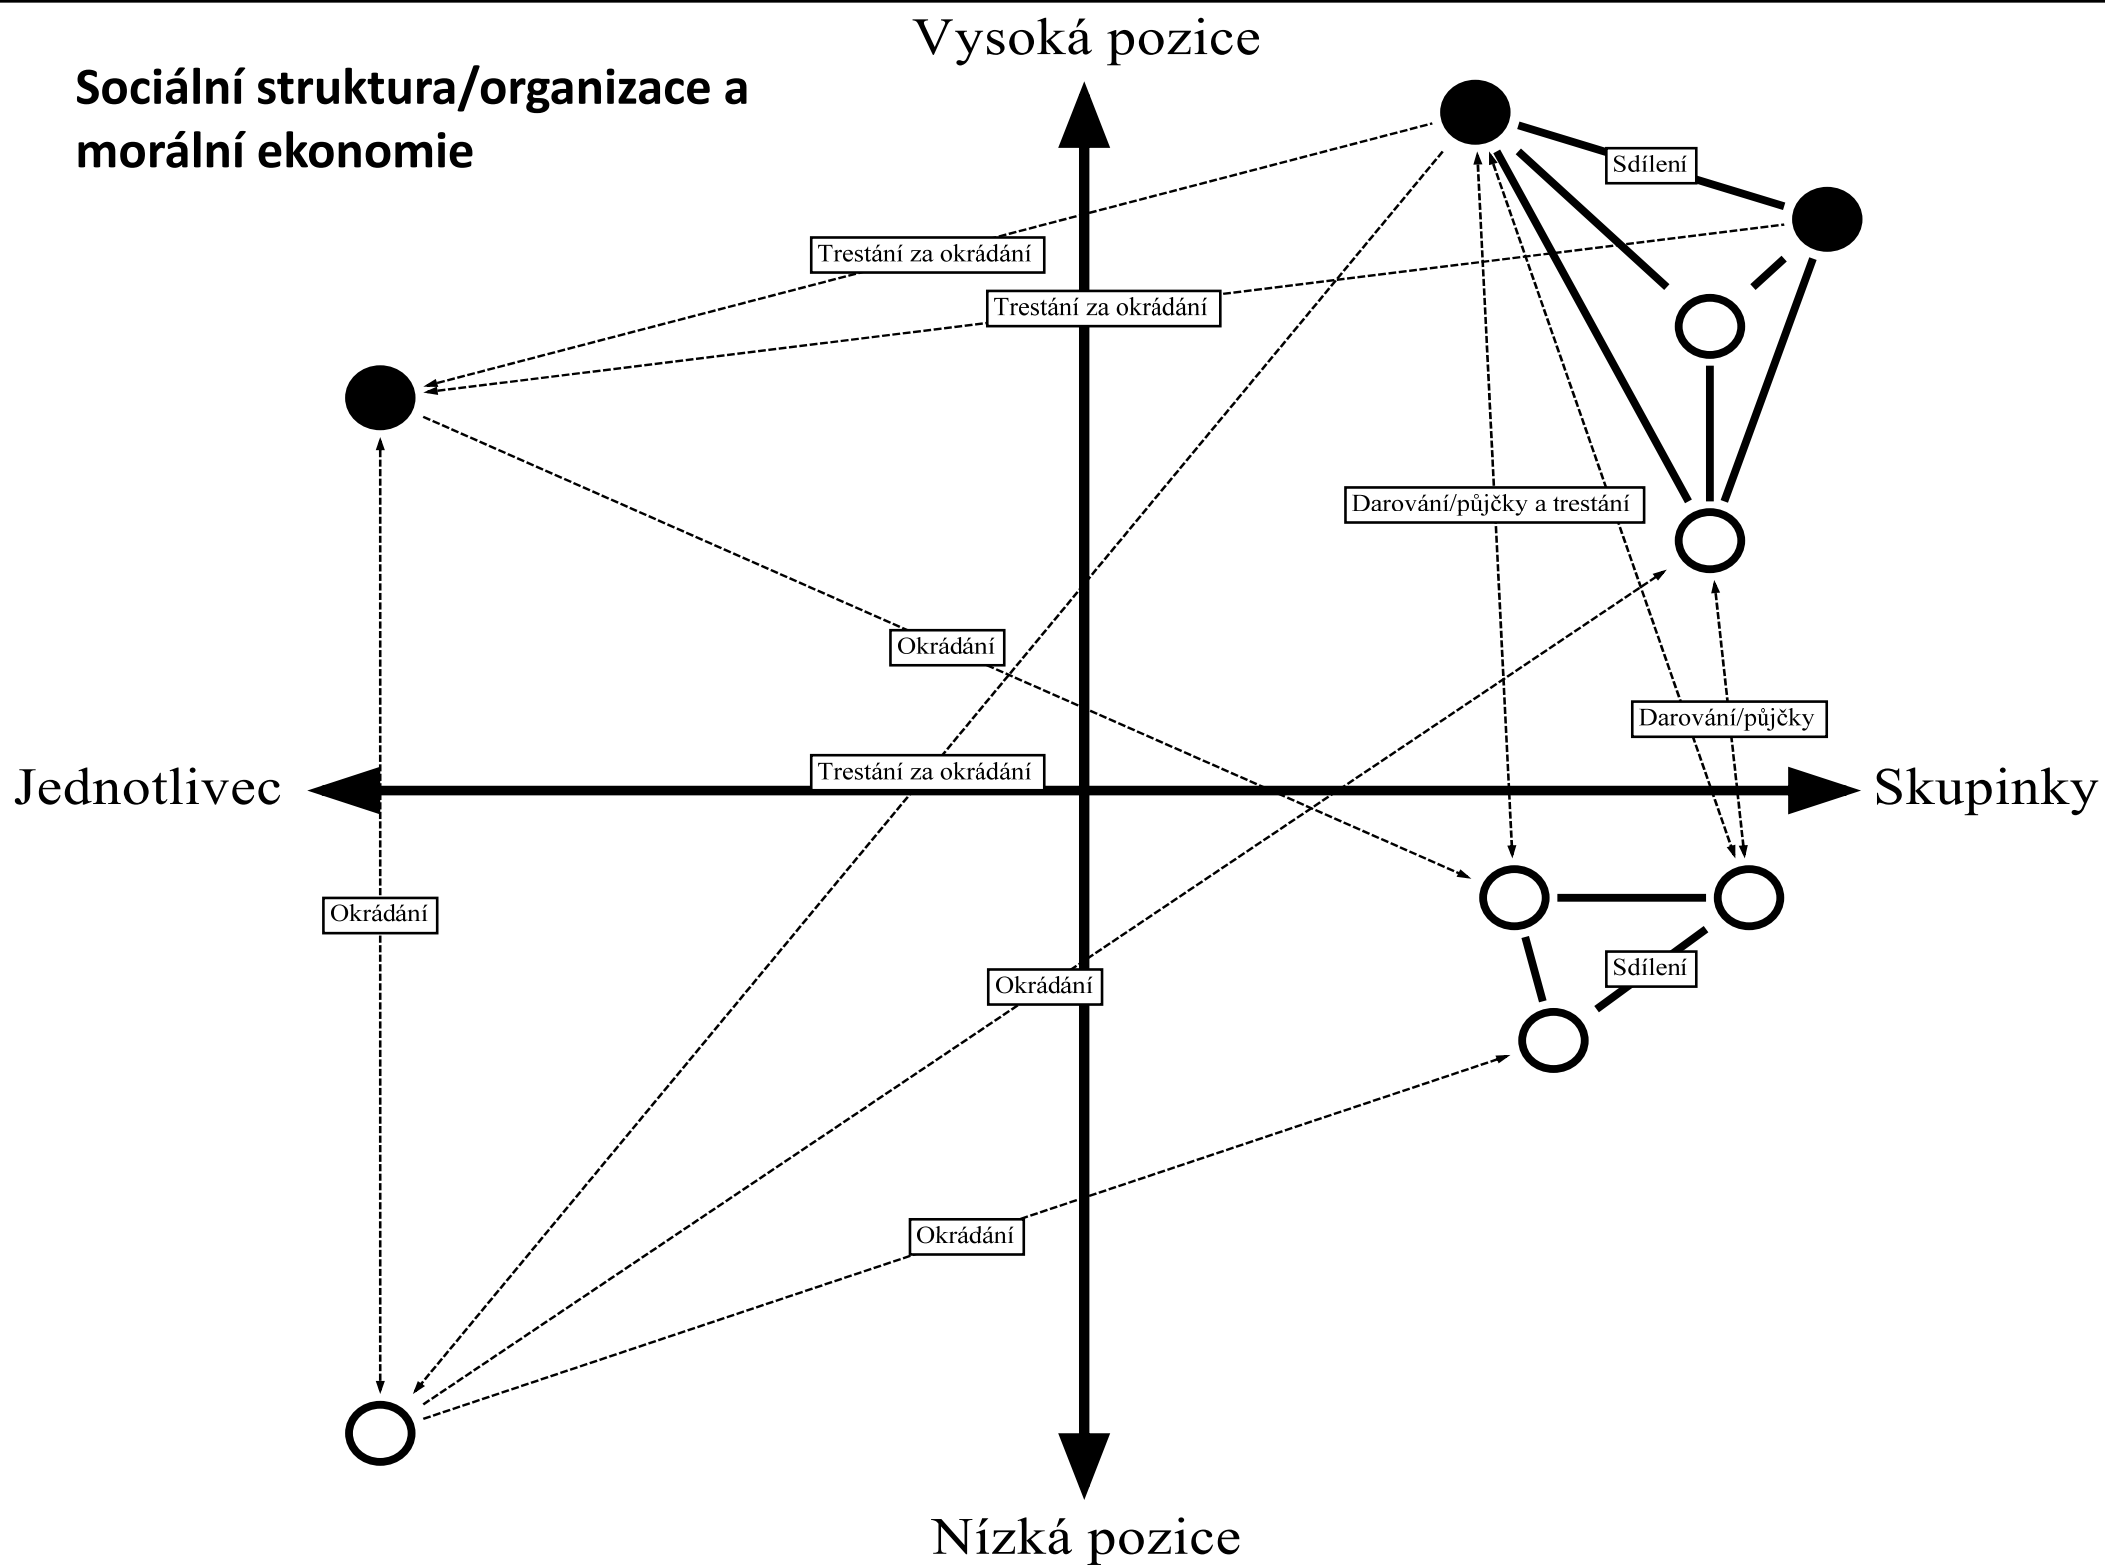 Vysoká pozice
Sociální struktura/organizace a
morální ekonomie
Sdílení
Trestání za okrádání
Trestání za okrádání
Darování/půjčky a trestání
Okrádání
Darování/půjčky
Trestání za okrádání
Jednotlivec
Skupinky
Okrádání
Sdílení
Okrádání
Okrádání
Nízká pozice